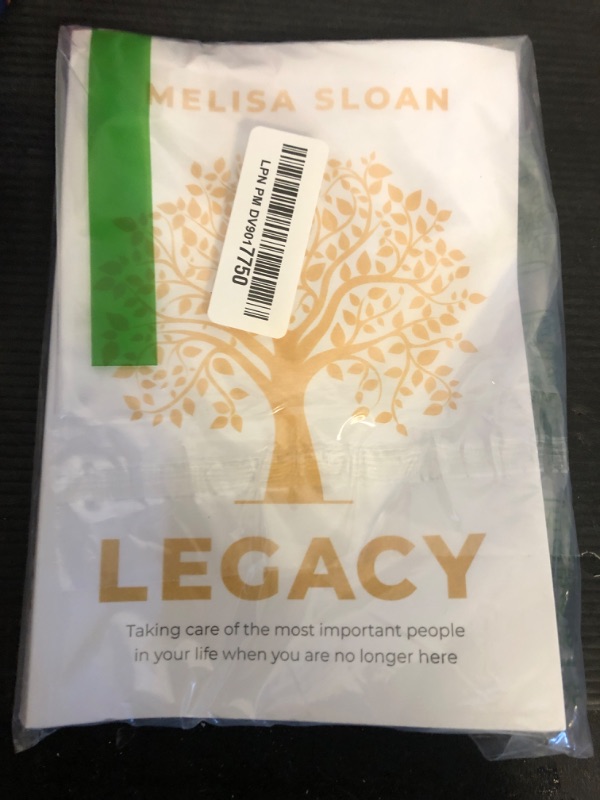 MELISA SLOAN
LPN PM DV9017750
LEGACY
Taking care of the most important people
in your life when you are no longer here